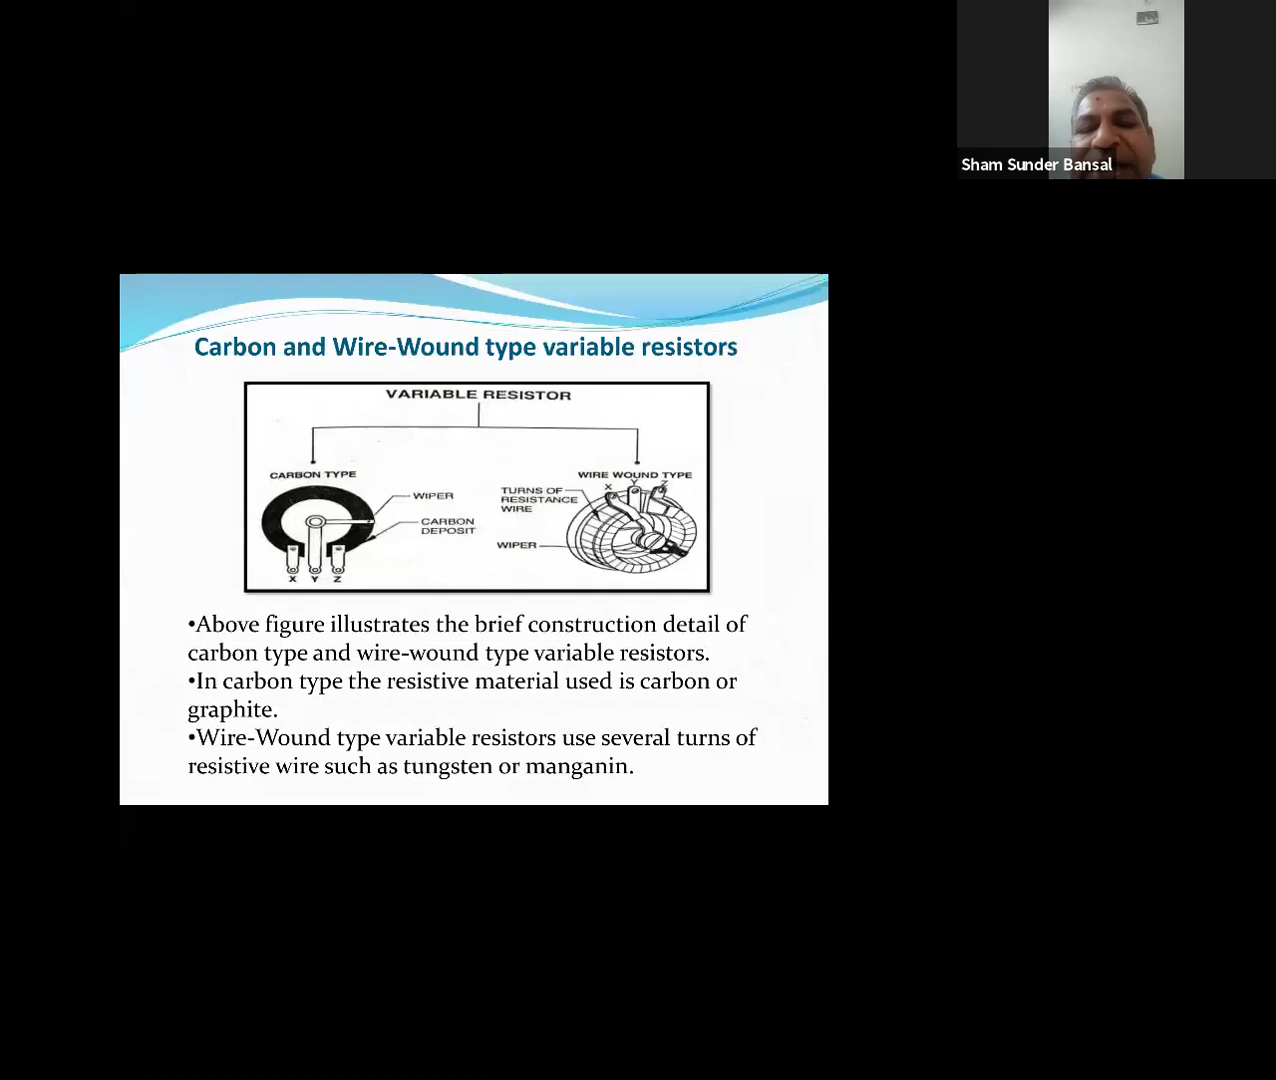 Sham Sunder Bansal
Carbon and Wire-Wound type variable resistors
VARIABLE RESISTOR
CARBON TYPE
WIPER
CARBON
DEPOSIT
X Y Z
WIRE WOUND TYPE
X Y Z
TURNS OF
RESISTANCE
WIRE
WIPER
•Above figure illustrates the brief construction detail of
carbon type and wire-wound type variable resistors.
•In carbon type the resistive material used is carbon or
graphite.
•Wire-Wound type variable resistors use several turns of
resistive wire such as tungsten or manganin.